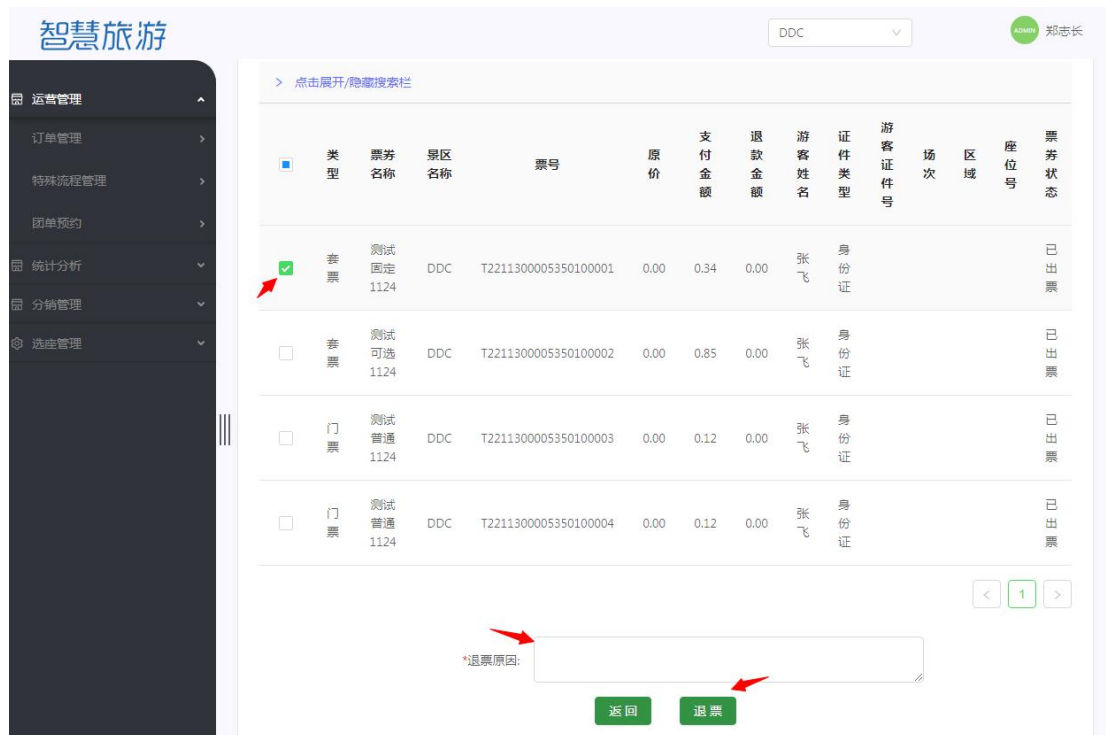 智慧旅游
DDC
ADMIN
郑志长
运营管理
订单管理
特殊流程管理
团单预约
统计分析
分销管理
选座管理
> 点击展开/隐藏搜索栏
类型 票券名称 景区名称 票号 原价 支付金额 退款金额 游客姓名 证件类型 游客证件号 场次 区域 座位号 票券状态
套票 测试固定1124 DDC T2211300005350100001 0.00 0.34 0.00 张飞 身份证 已出票
套票 测试可选1124 DDC T2211300005350100002 0.00 0.85 0.00 张飞 身份证 已出票
门票 测试普通1124 DDC T2211300005350100003 0.00 0.12 0.00 张飞 身份证 已出票
门票 测试普通1124 DDC T2211300005350100004 0.00 0.12 0.00 张飞 身份证 已出票
< 1 >
*退票原因:
返回 退票